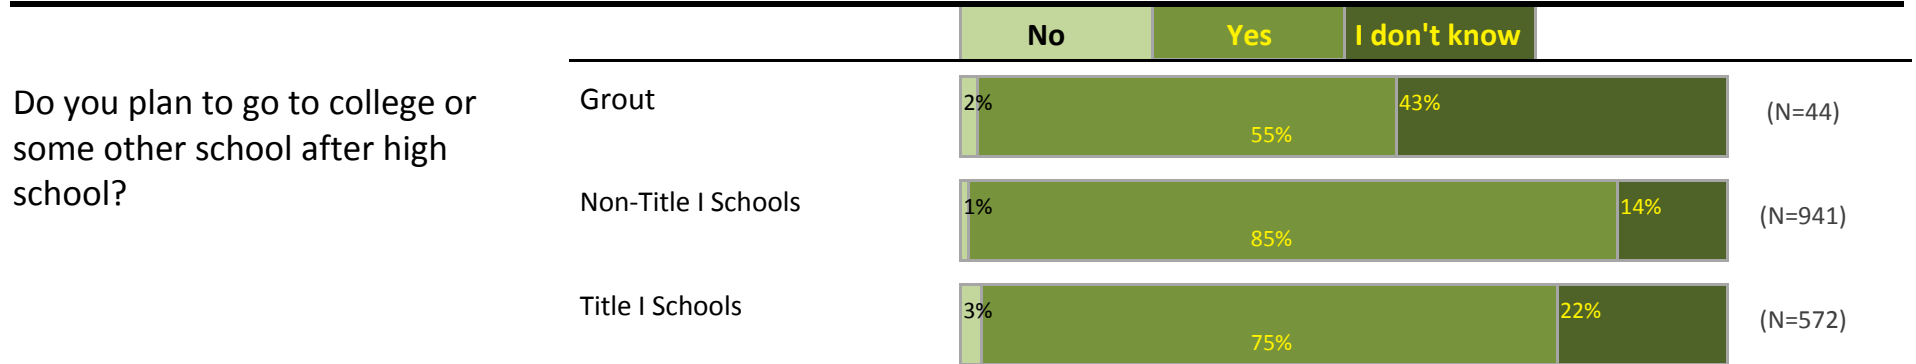 No Yes I don't know
Do you plan to go to college or
some other school after high
school?
Grout 2% 55% 43% (N=44)
Non-Title I Schools 1% 85% 14% (N=941)
Title I Schools 3% 75% 22% (N=572)